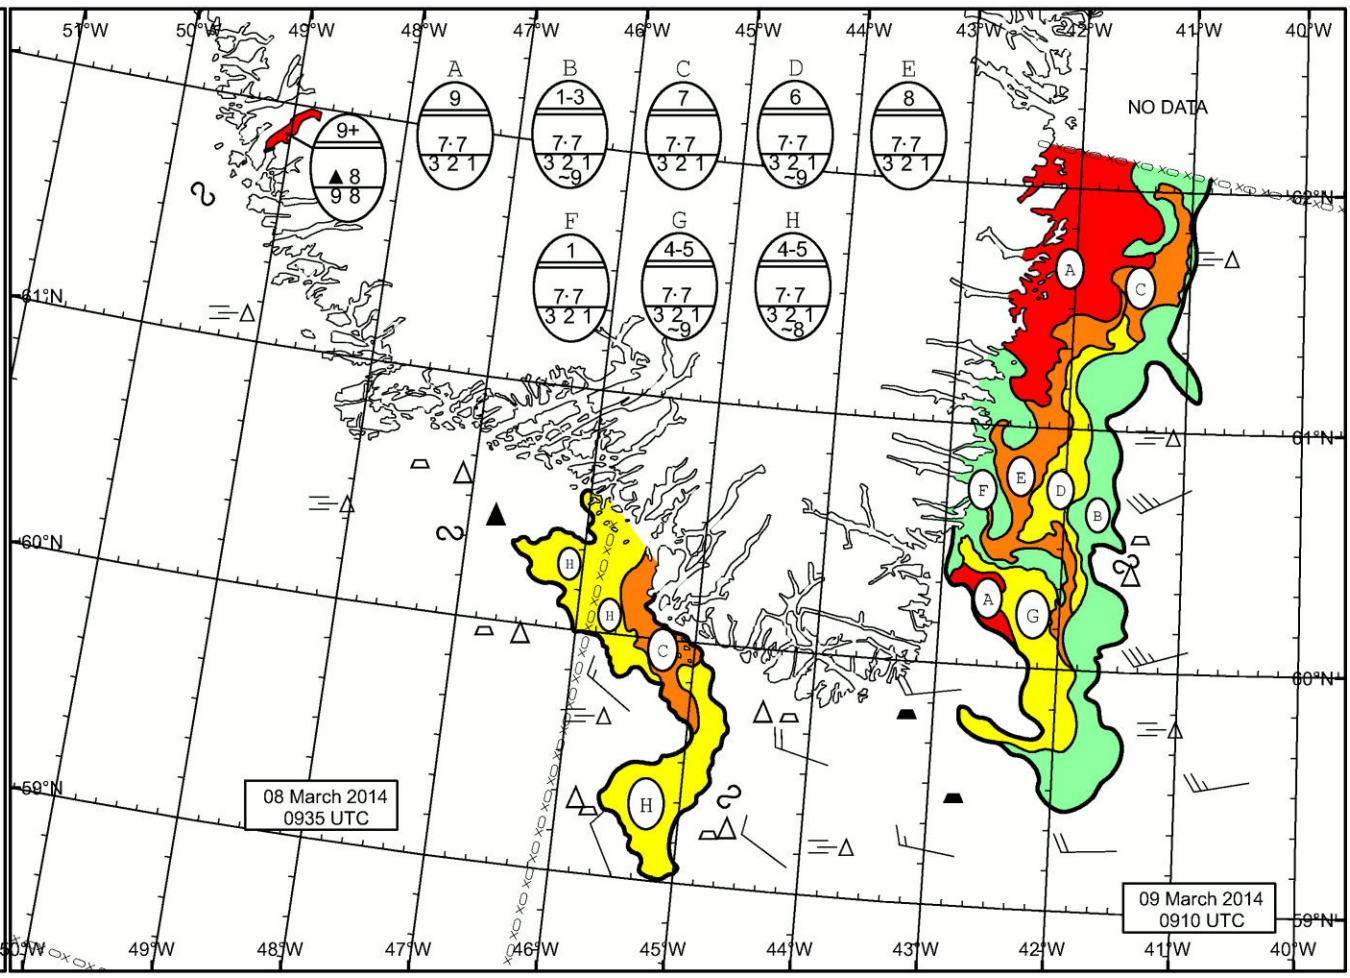 51°W 50°W 49°W 48°W 47°W 46°W 45°W 44°W 43°W 42°W 41°W 40°W
A B C D E
9 1-3 7 6 8
7·7 7·7 7·7 7·7 7·7
3 2 1 3 2 1 3 2 1 3 2 1 3 2 1
~9 ~9
NO DATA
9+
▲ 8
9 8
62°N
F G H
1 4-5 4-5
7·7 7·7 7·7
3 2 1 3 2 1 3 2 1
~9 ~8
A
C
61°N
61°N
F E D B
60°N
H
A G
H
C
60°N
59°N
08 March 2014
0935 UTC
H
09 March 2014
0910 UTC
59°N
50°W 49°W 48°W 47°W 46°W 45°W 44°W 43°W 42°W 41°W 40°W